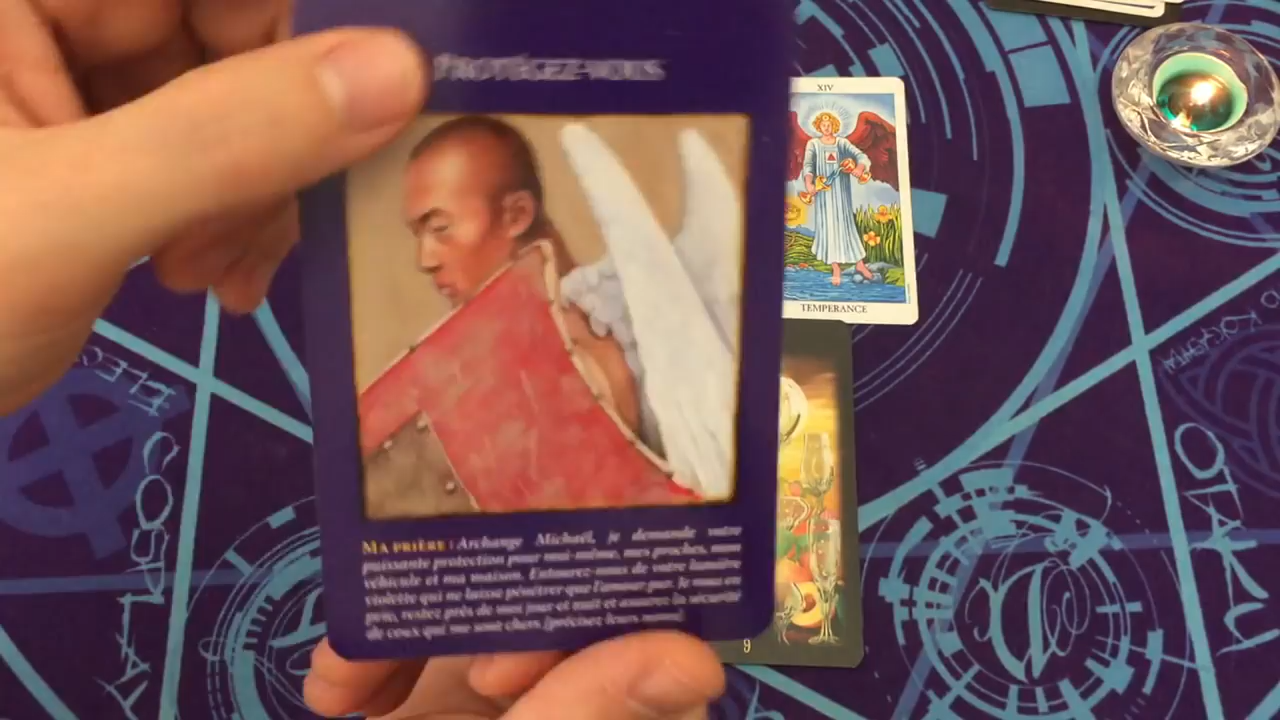 PROTÉGEZ-VOUS
XIV
TEMPERANCE
MA PRIÈRE : Archange Michaël, je demande votre
puissante protection pour moi-même, mes proches, mon
véhicule et ma maison. Entourez-nous de votre lumière
violette qui ne laisse pénétrer que l'amour pur. Je vous en
prie, restez près de moi jour et nuit et assurez la sécurité
de ceux qui me sont chers (précisez leurs noms).
9
ELEC
COSPLAY
OTAKU